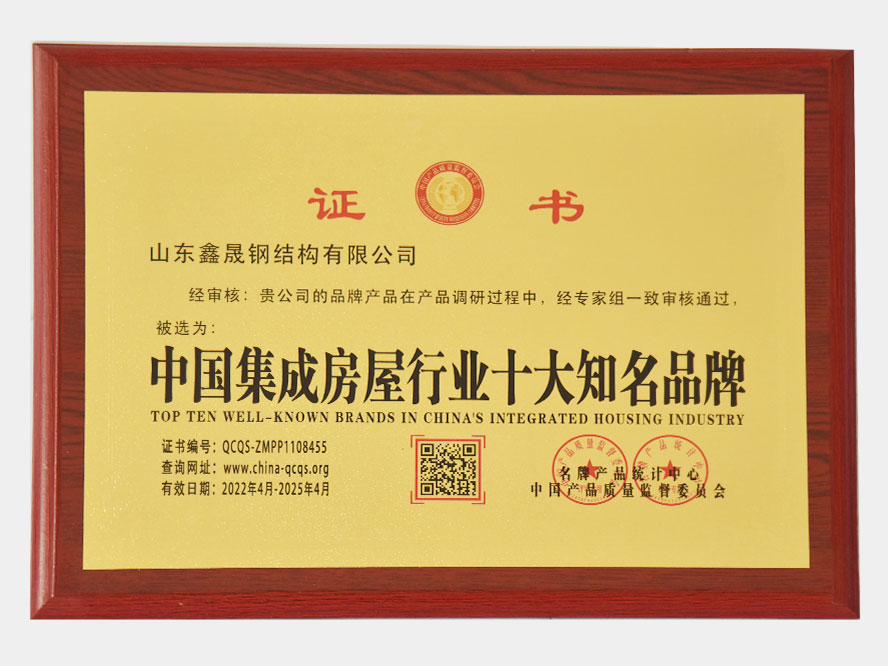 证 书
山东鑫晟钢结构有限公司
经审核：贵公司的品牌产品在产品调研过程中，经专家组一致审核通过，
被选为：
中国集成房屋行业十大知名品牌
TOP TEN WELL-KNOWN BRANDS IN CHINA'S INTEGRATED HOUSING INDUSTRY
证书编号：QCQS-ZMPP1108455
查询网址：www.china-qcqs.org
有效日期：2022年4月-2025年4月
名牌产品统计中心
中国产品质量监督委员会